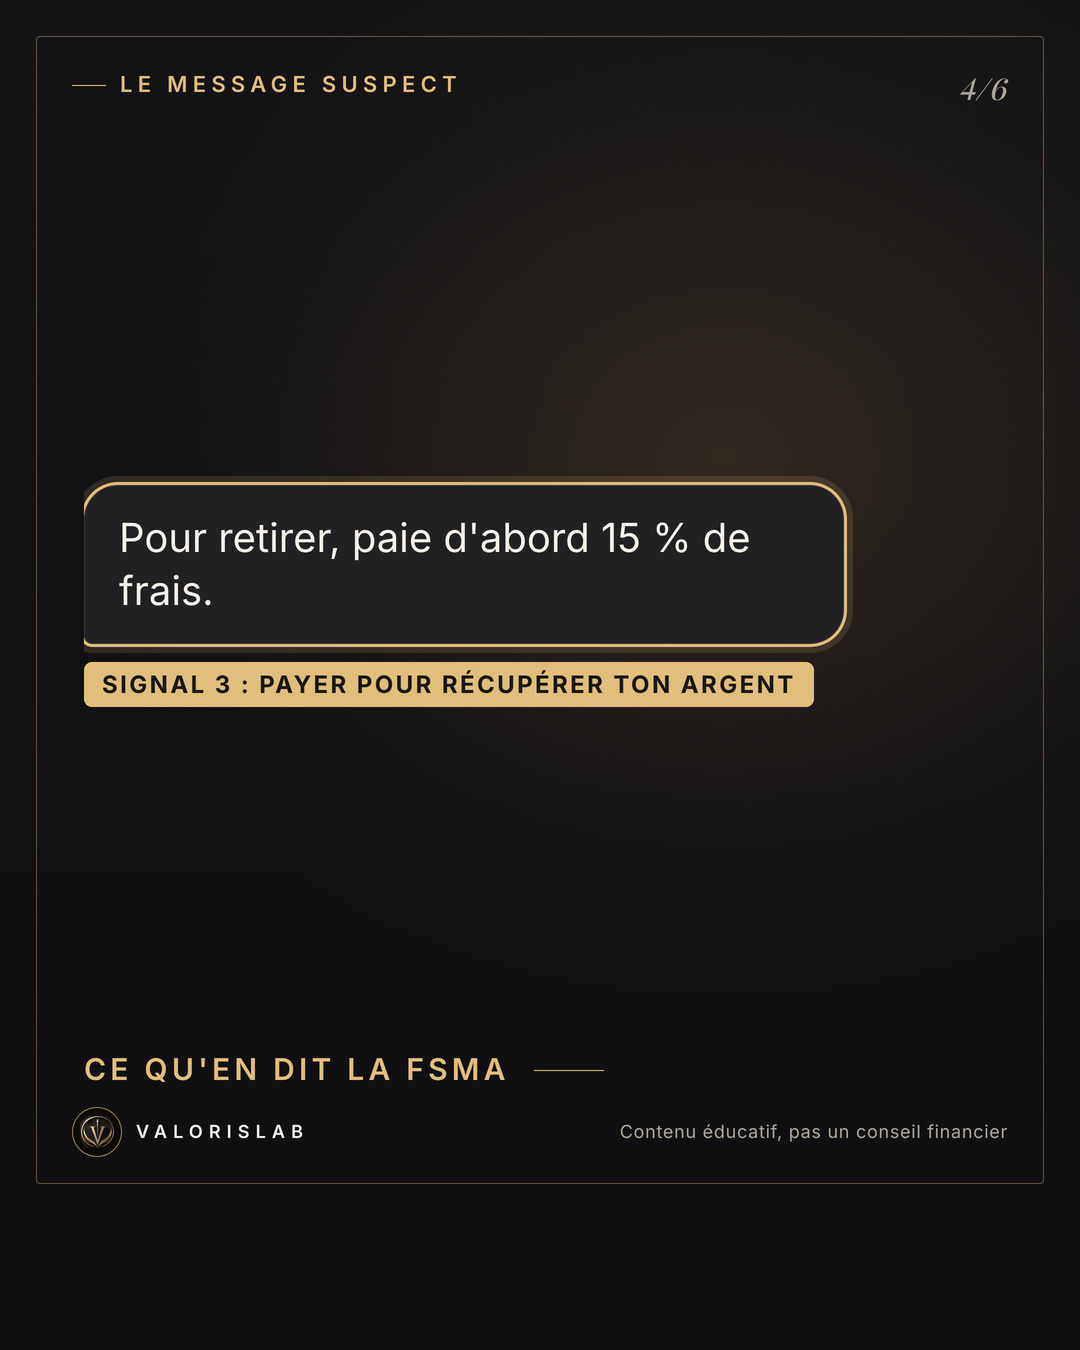 LE MESSAGE SUSPECT
4/6
Pour retirer, paie d'abord 15 % de
frais.
SIGNAL 3 : PAYER POUR RÉCUPÉRER TON ARGENT
CE QU'EN DIT LA FSMA
VALORISLAB
Contenu éducatif, pas un conseil financier